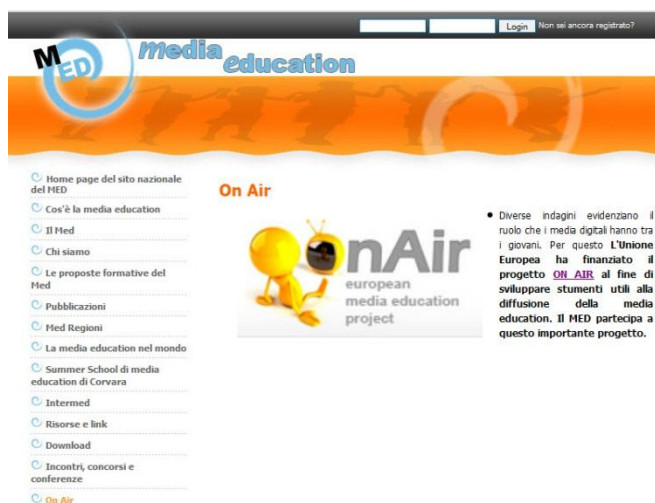 Login Non sei ancora registrato?
MED
media
education
Home page del sito nazionale
del MED
Cos'è la media education
Il Med
Chi siamo
Le proposte formative del
Med
Pubblicazioni
Med Regioni
La media education nel mondo
Summer School di media
education di Corvara
Intermed
Risorse e link
Download
Incontri, concorsi e
conferenze
On Air
On Air
OnAir
european
media education
project
Diverse indagini evidenziano il
ruolo che i media digitali hanno tra
i giovani. Per questo L'Unione
Europea ha finanziato il
progetto ON AIR al fine di
sviluppare stumenti utili alla
diffusione della media
education. Il MED partecipa a
questo importante progetto.